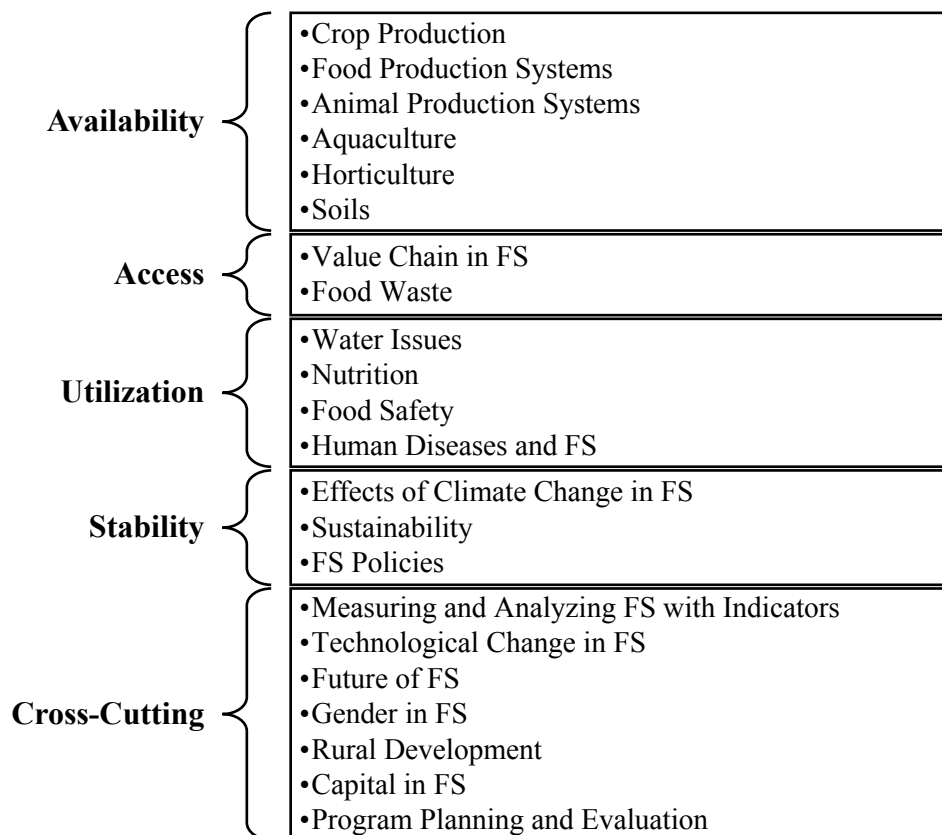 Availability
•Crop Production
•Food Production Systems
•Animal Production Systems
•Aquaculture
•Horticulture
•Soils
Access
•Value Chain in FS
•Food Waste
Utilization
•Water Issues
•Nutrition
•Food Safety
•Human Diseases and FS
Stability
•Effects of Climate Change in FS
•Sustainability
•FS Policies
Cross-Cutting
•Measuring and Analyzing FS with Indicators
•Technological Change in FS
•Future of FS
•Gender in FS
•Rural Development
•Capital in FS
•Program Planning and Evaluation